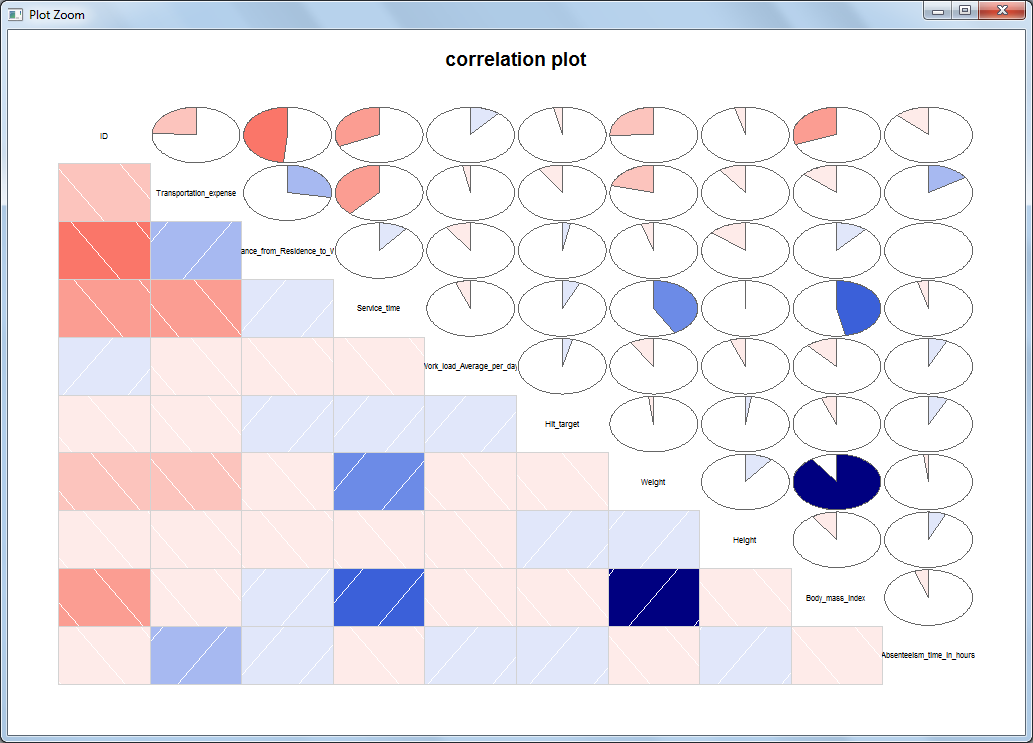 Plot Zoom
correlation plot
ID
Transportation_expense
ance_from_Residence_to_W
Service_time
Work_load_Average_per_day
Hit_target
Weight
Height
Body_mass_index
Absenteeism_time_in_hours